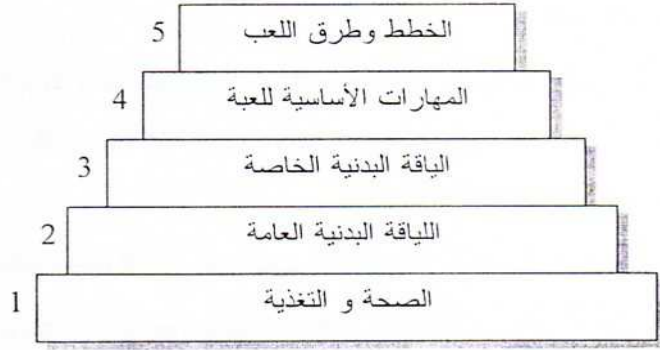 5 الخطط وطرق اللعب
4 المهارات الأساسية للعبة
3 الياقة البدنية الخاصة
2 اللياقة البدنية العامة
1 الصحة و التغذية